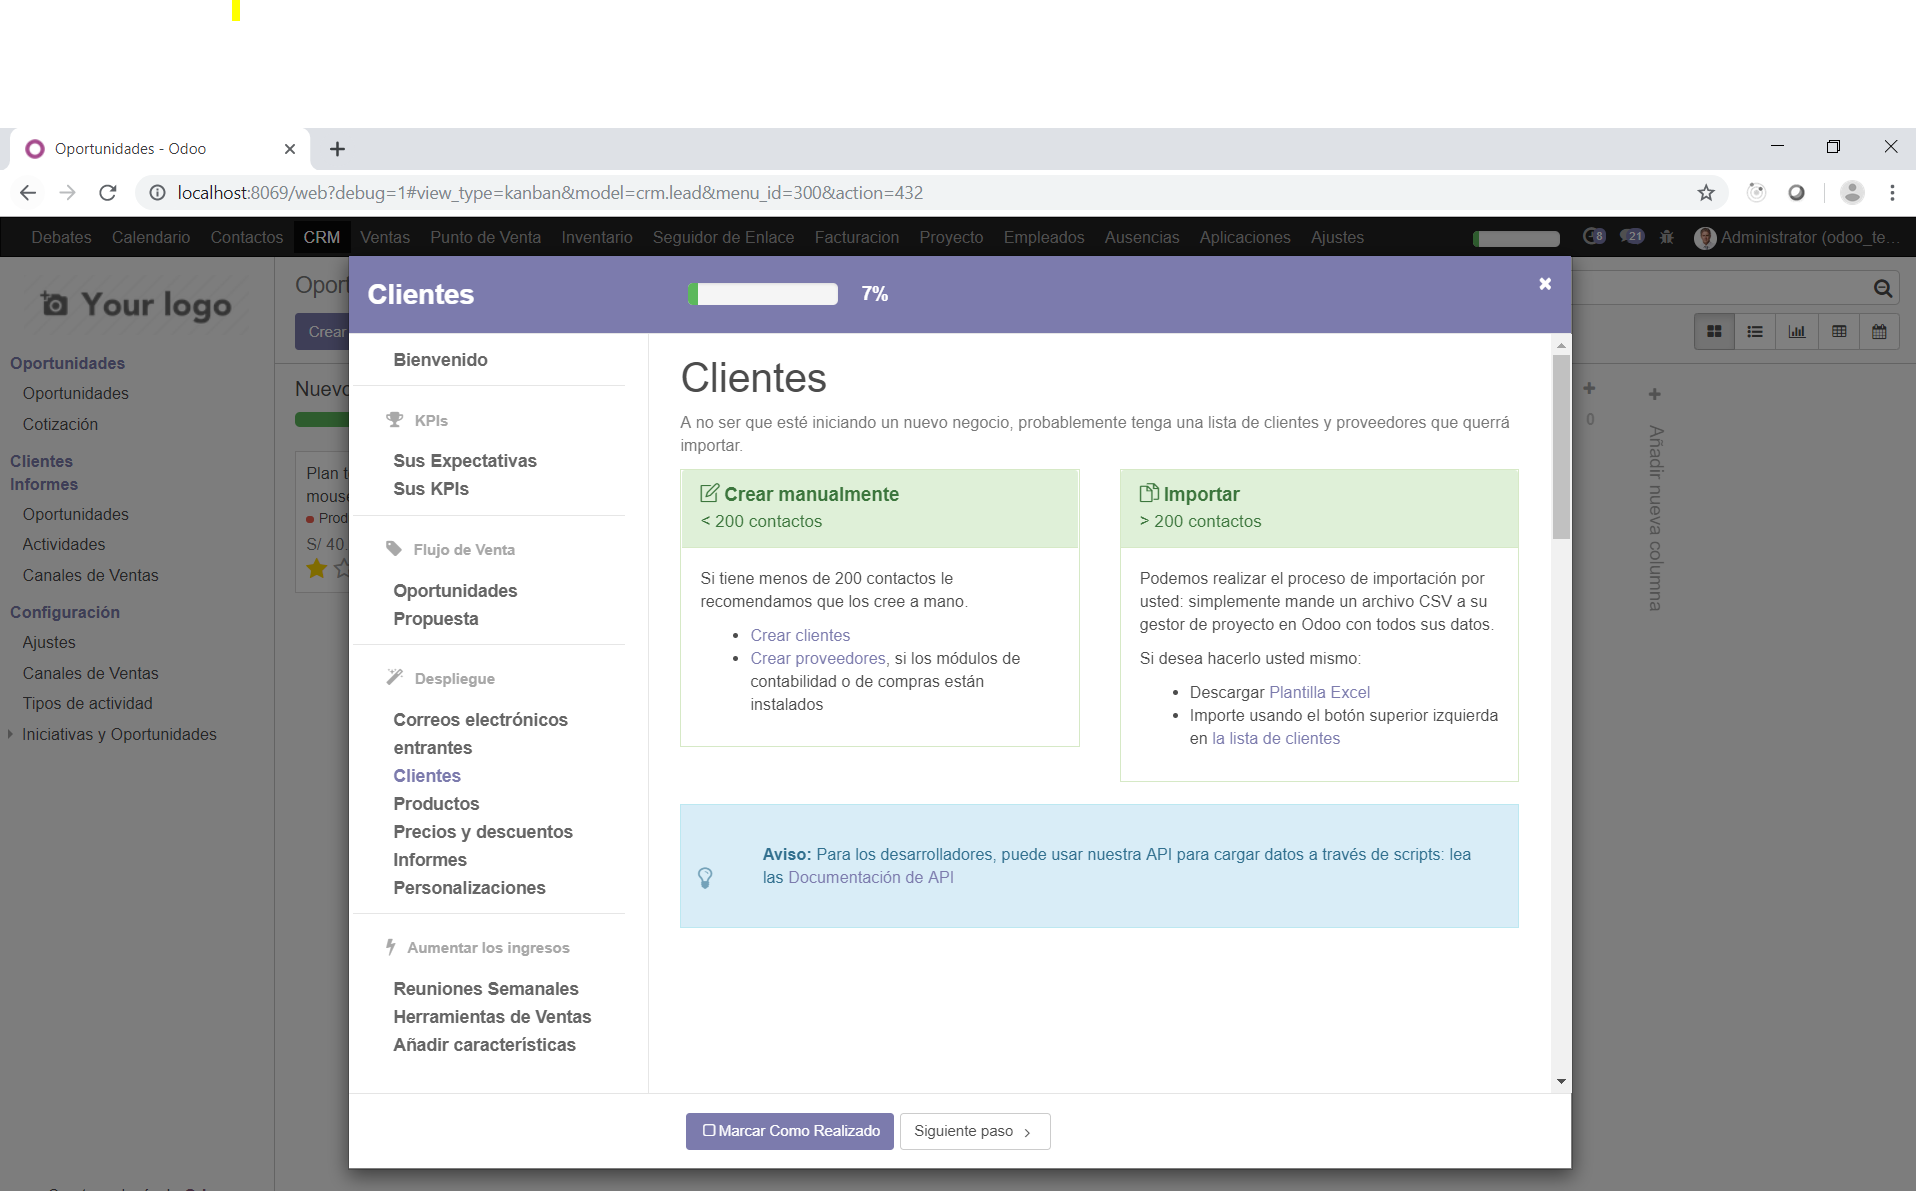 Oportunidades - Odoo
localhost:8069/web?debug=1#view_type=kanban&model=crm.lead&menu_id=300&action=432
Debates Calendario Contactos CRM Ventas Punto de Venta Inventario Seguidor de Enlace Facturacion Proyecto Empleados Ausencias Aplicaciones Ajustes 8 21 Administrator (odoo_te...
Your logo
Oportunidades
Oportunidades
Cotización
Clientes
Informes
Oportunidades
Actividades
Canales de Ventas
Configuración
Ajustes
Canales de Ventas
Tipos de actividad
Iniciativas y Oportunidades
Oport
Crear
Nuevo
Plan t
mouse
Prod
S/ 40.
0
Añadir nueva columna
Clientes 7%
Bienvenido
KPIs
Sus Expectativas
Sus KPIs
Flujo de Venta
Oportunidades
Propuesta
Despliegue
Correos electrónicos
entrantes
Clientes
Productos
Precios y descuentos
Informes
Personalizaciones
Aumentar los ingresos
Reuniones Semanales
Herramientas de Ventas
Añadir características
Clientes
A no ser que esté iniciando un nuevo negocio, probablemente tenga una lista de clientes y proveedores que querrá
importar.
Crear manualmente
< 200 contactos
Si tiene menos de 200 contactos le
recomendamos que los cree a mano.
• Crear clientes
• Crear proveedores, si los módulos de
contabilidad o de compras están
instalados
Importar
> 200 contactos
Podemos realizar el proceso de importación por
usted: simplemente mande un archivo CSV a su
gestor de proyecto en Odoo con todos sus datos.
Si desea hacerlo usted mismo:
• Descargar Plantilla Excel
• Importe usando el botón superior izquierda
en la lista de clientes
Aviso: Para los desarrolladores, puede usar nuestra API para cargar datos a través de scripts: lea
las Documentación de API
Marcar Como Realizado
Siguiente paso